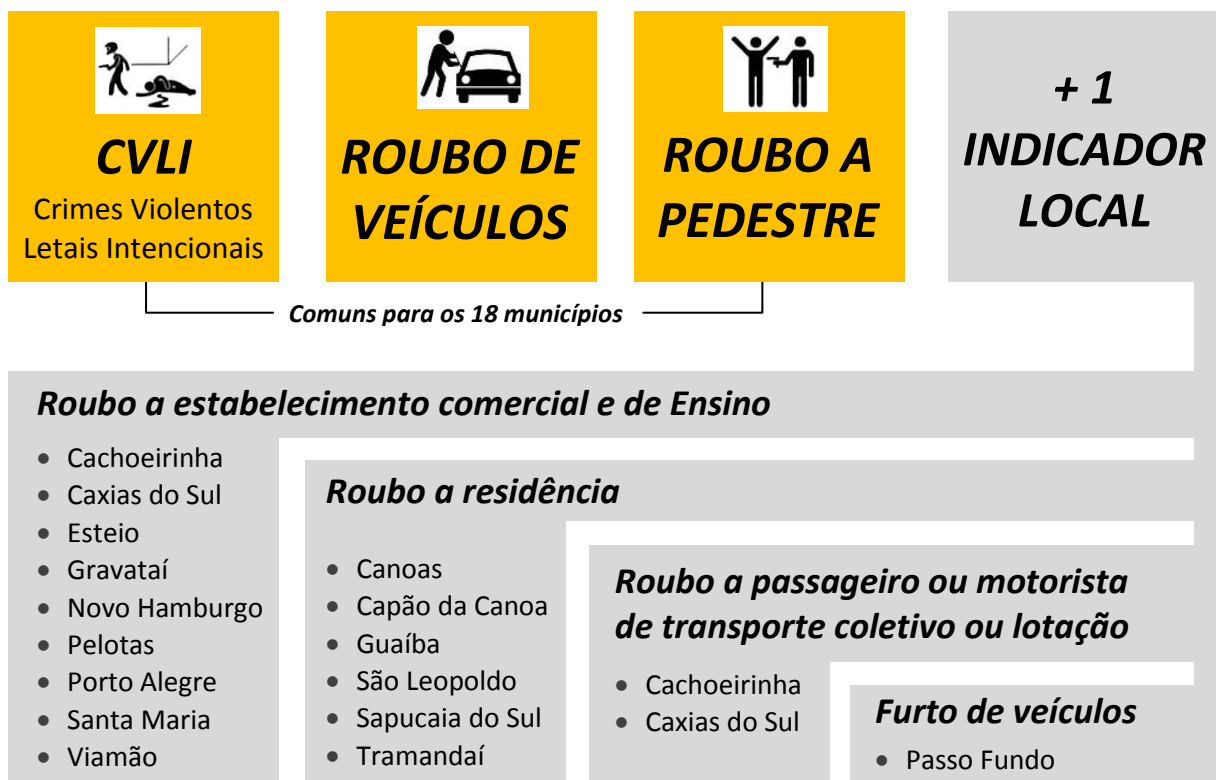 CVLI
Crimes Violentos
Letais Intencionais
ROUBO DE
VEÍCULOS
ROUBO A
PEDESTRE
+ 1
INDICADOR
LOCAL
Comuns para os 18 municípios
Roubo a estabelecimento comercial e de Ensino
• Cachoeirinha
• Caxias do Sul
• Esteio
• Gravataí
• Novo Hamburgo
• Pelotas
• Porto Alegre
• Santa Maria
• Viamão
Roubo a residência
• Canoas
• Capão da Canoa
• Guaíba
• São Leopoldo
• Sapucaia do Sul
• Tramandaí
Roubo a passageiro ou motorista
de transporte coletivo ou lotação
• Cachoeirinha
• Caxias do Sul
Furto de veículos
• Passo Fundo